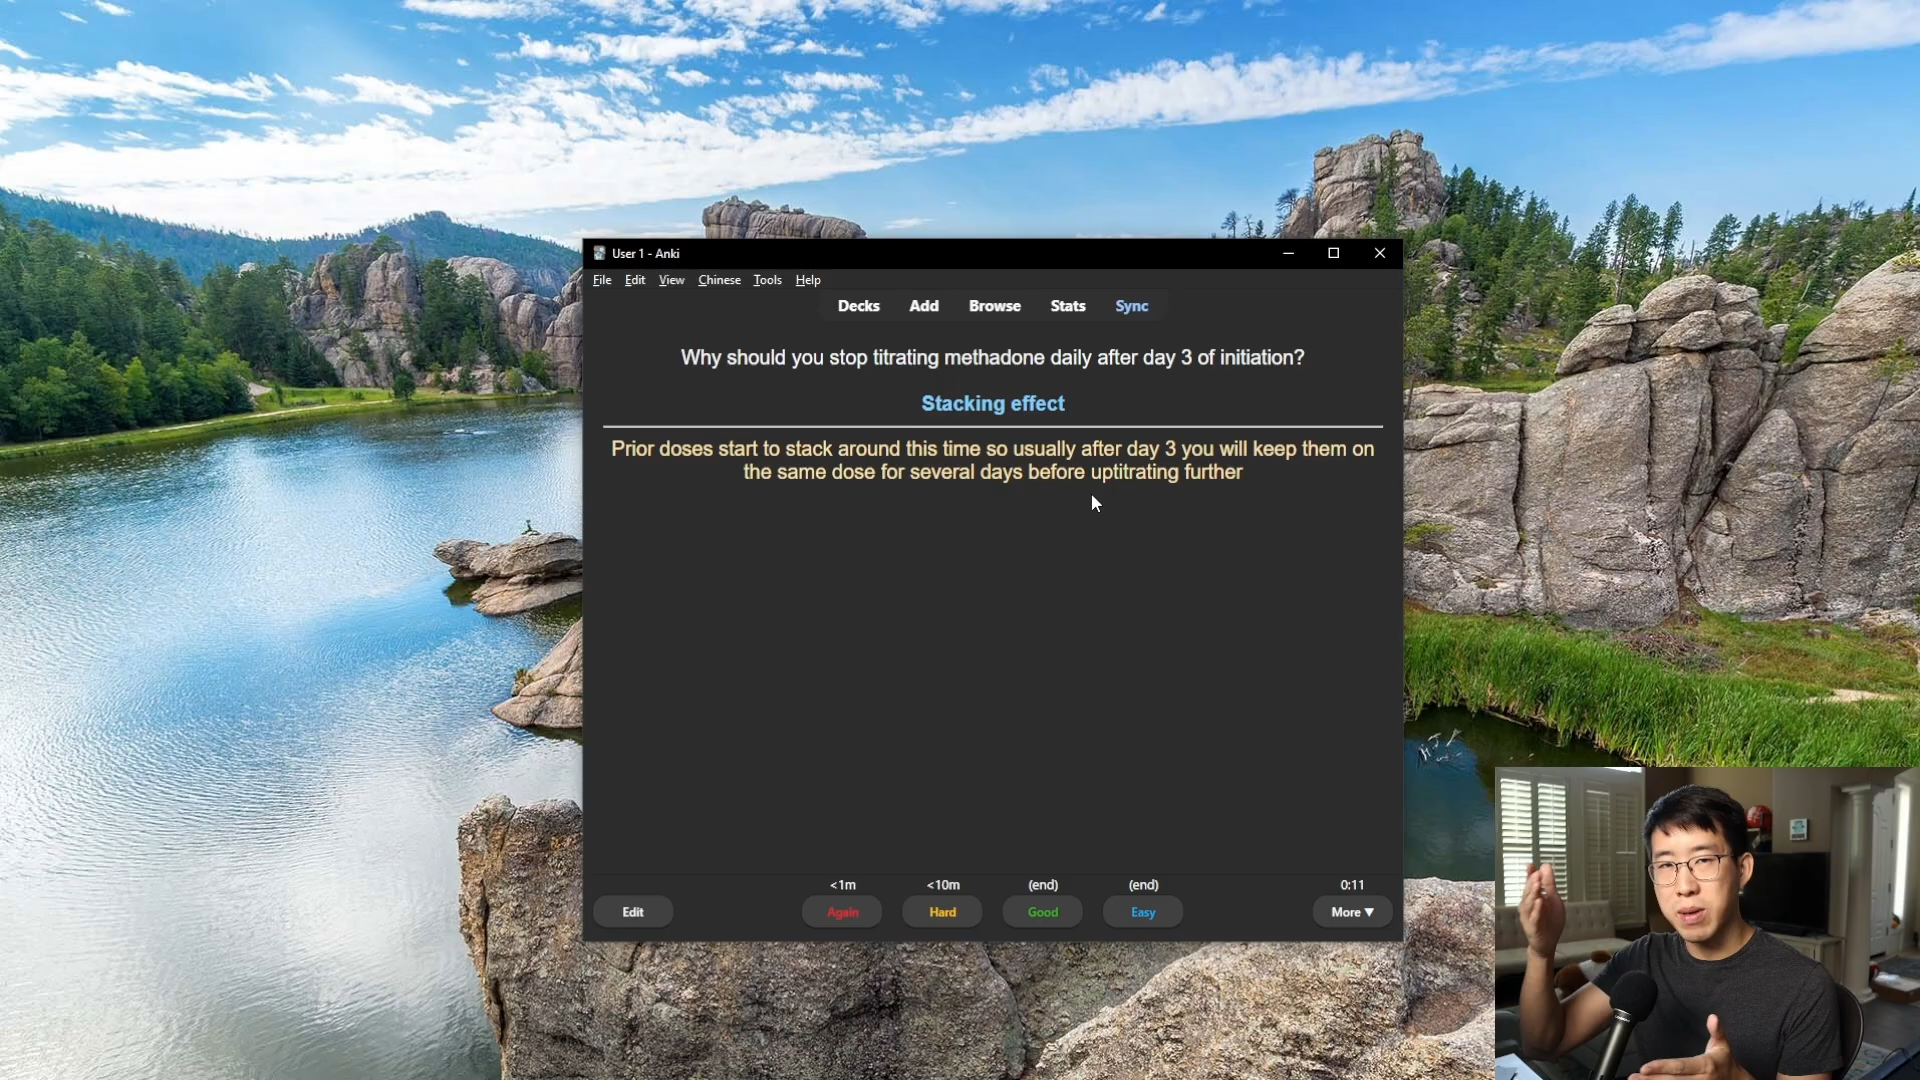 User 1 - Anki
File Edit View Chinese Tools Help
Decks Add Browse Stats Sync
Why should you stop titrating methadone daily after day 3 of initiation?
Stacking effect
Prior doses start to stack around this time so usually after day 3 you will keep them on
the same dose for several days before uptitrating further
<1m <10m (end) (end) 0:11
Edit Again Hard Good Easy More ▼